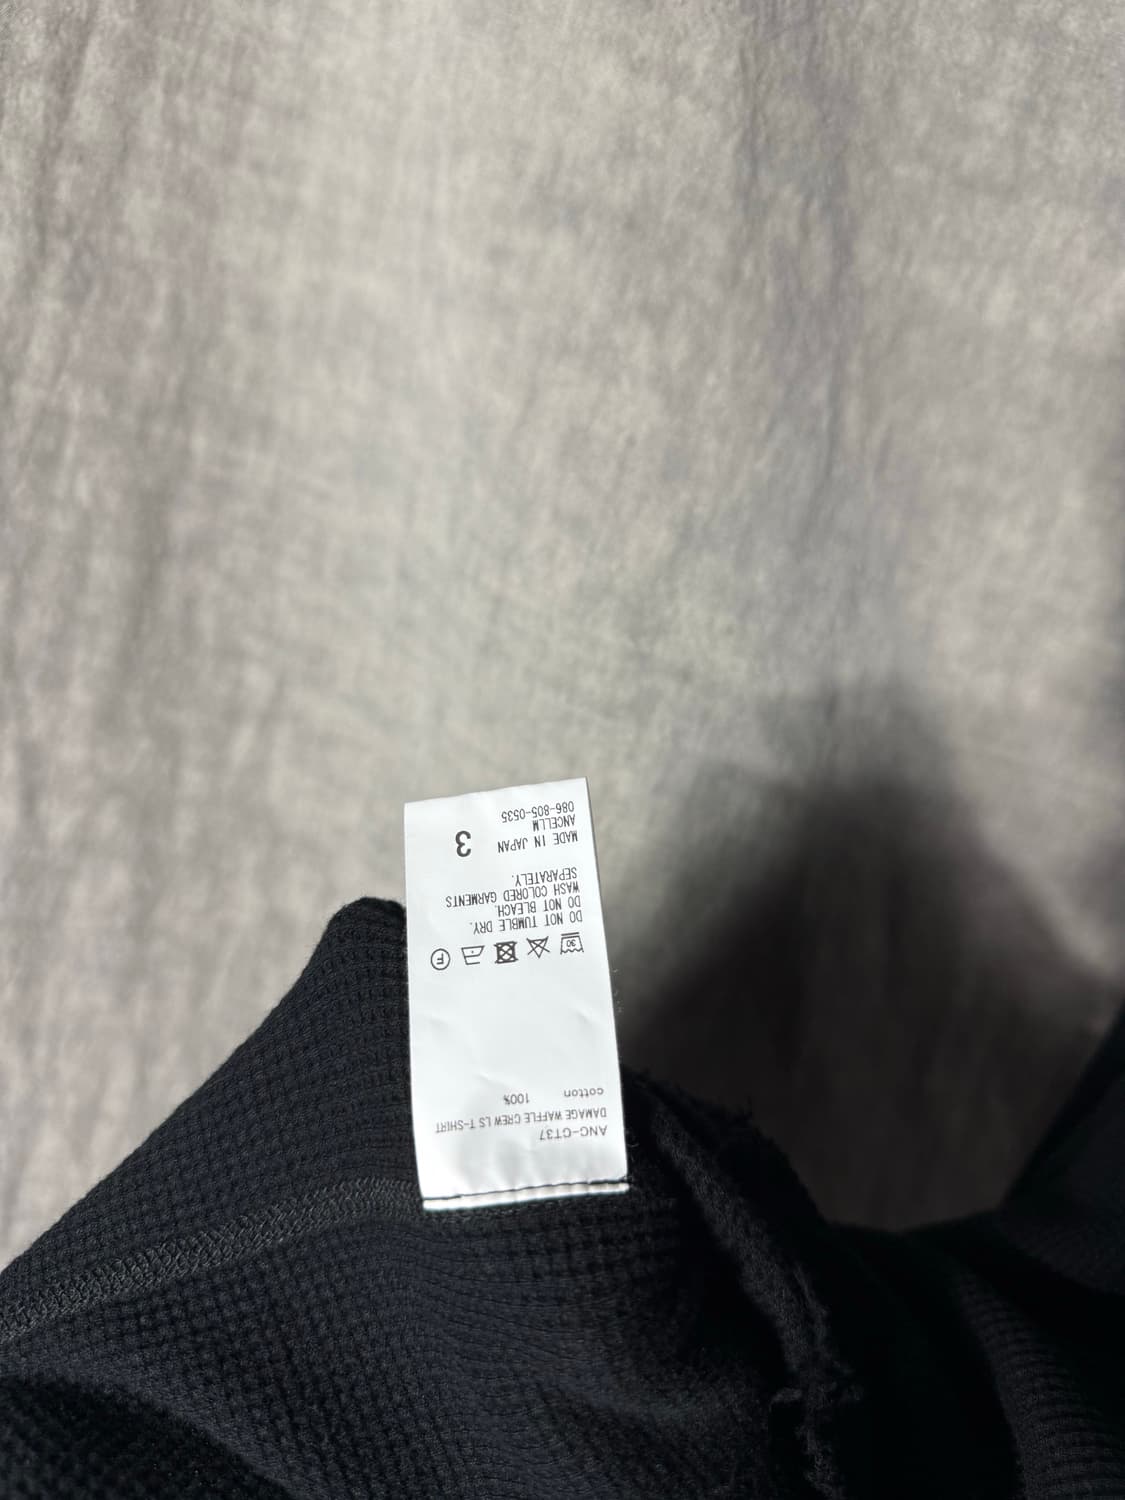 ANG-CT37
DAMAGE WAFFLE CREW LS T-SHIRT
cotton 100%
30
F
DO NOT TUMBLE DRY.
DO NOT BLEACH.
WASH COLORED GARMENTS
SEPARATELY.
MADE IN JAPAN 3
ANCELLM
086-805-0535